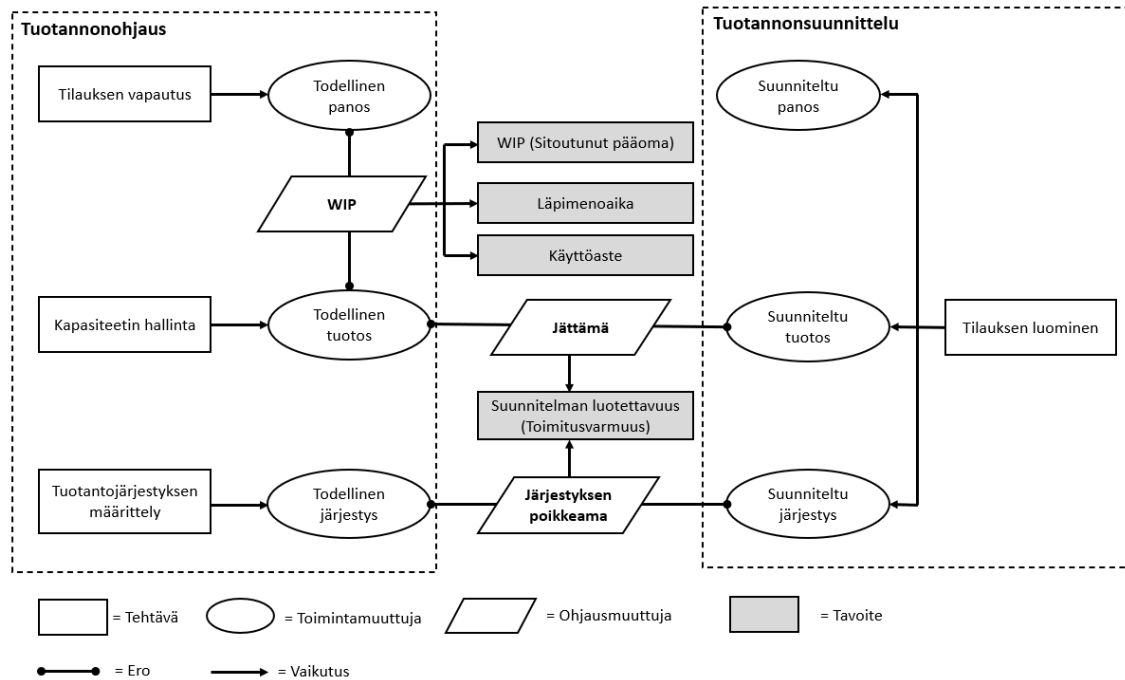 Tuotannonohjaus
Tuotannonsuunnittelu
Tilauksen vapautus
Todellinen
panos
Suunniteltu
panos
WIP (Sitoutunut pääoma)
WIP
Läpimenoaika
Käyttöaste
Kapasiteetin hallinta
Todellinen
tuotos
Jättämä
Suunniteltu
tuotos
Tilauksen luominen
Suunnitelman luotettavuus
(Toimitusvarmuus)
Tuotantojärjestyksen
määrittely
Todellinen
järjestys
Järjestyksen
poikkeama
Suunniteltu
järjestys
= Tehtävä
= Toimintamuuttuja
= Ohjausmuuttuja
= Tavoite
= Ero
= Vaikutus